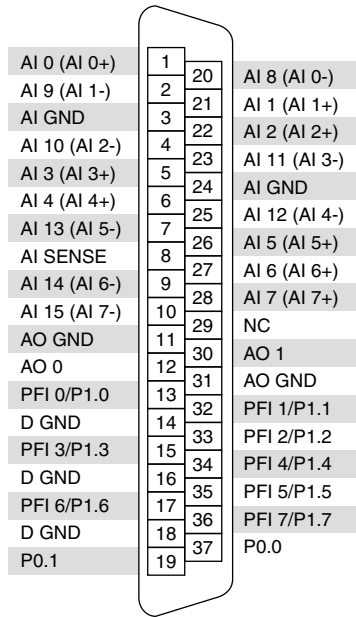 AI 0 (AI 0+) 1
20 AI 8 (AI 0-)
AI 9 (AI 1-) 2
21 AI 1 (AI 1+)
AI GND 3
22 AI 2 (AI 2+)
AI 10 (AI 2-) 4
23 AI 11 (AI 3-)
AI 3 (AI 3+) 5
24 AI GND
AI 4 (AI 4+) 6
25 AI 12 (AI 4-)
AI 13 (AI 5-) 7
26 AI 5 (AI 5+)
AI SENSE 8
27 AI 6 (AI 6+)
AI 14 (AI 6-) 9
28 AI 7 (AI 7+)
AI 15 (AI 7-) 10
29 NC
AO GND 11
30 AO 1
AO 0 12
31 AO GND
PFI 0/P1.0 13
32 PFI 1/P1.1
D GND 14
33 PFI 2/P1.2
PFI 3/P1.3 15
34 PFI 4/P1.4
D GND 16
35 PFI 5/P1.5
PFI 6/P1.6 17
36 PFI 7/P1.7
D GND 18
37 P0.0
P0.1 19